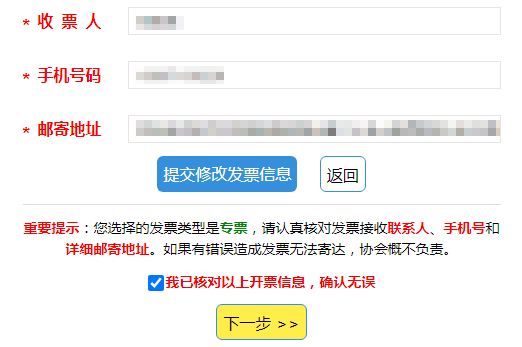 * 收 票 人
* 手机号码
* 邮寄地址
提交修改发票信息 返回
重要提示：您选择的发票类型是专票，请认真核对发票接收联系人、手机号和
详细邮寄地址。如果有错误造成发票无法寄达，协会概不负责。
我已核对以上开票信息，确认无误
下一步 >>